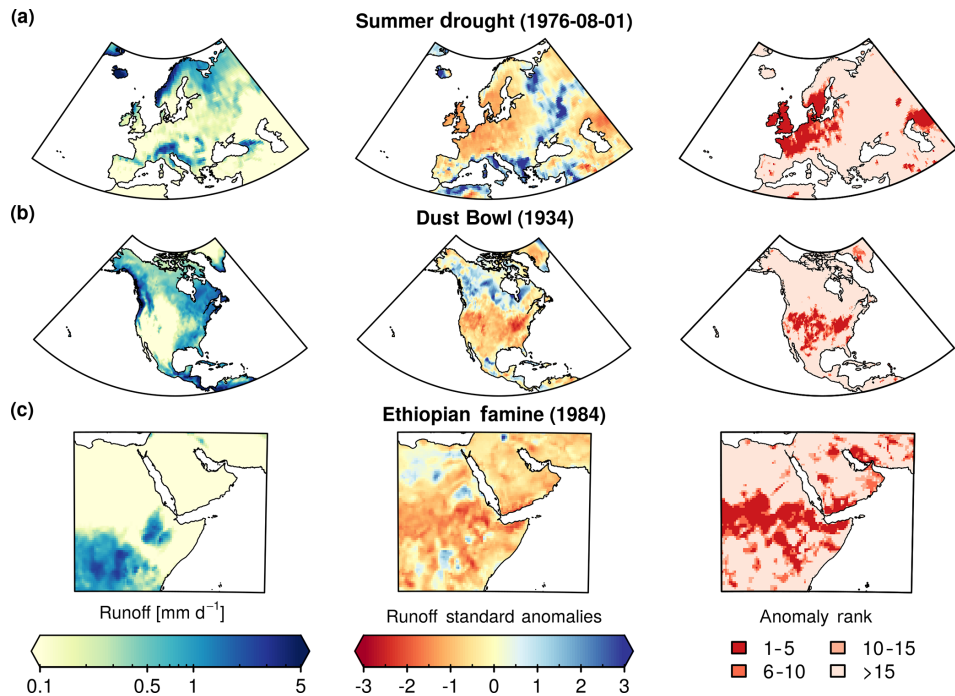 (a)
Summer drought (1976-08-01)
(b)
Dust Bowl (1934)
(c)
Ethiopian famine (1984)
Runoff [mm d⁻¹]
0.1 0.5 1 5
Runoff standard anomalies
-3 -2 -1 0 1 2 3
Anomaly rank
1-5 10-15
6-10 >15